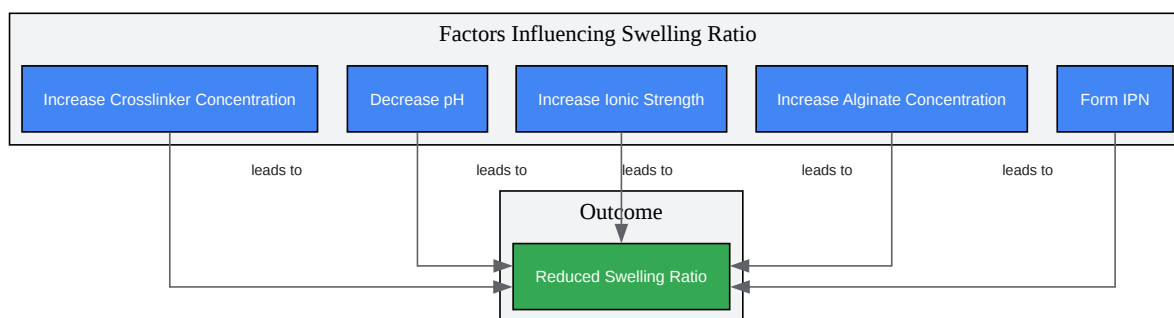 Factors Influencing Swelling Ratio
Increase Crosslinker Concentration
Decrease pH
Increase Ionic Strength
Increase Alginate Concentration
Form IPN
leads to
leads to
leads to
leads to
leads to
Outcome
Reduced Swelling Ratio